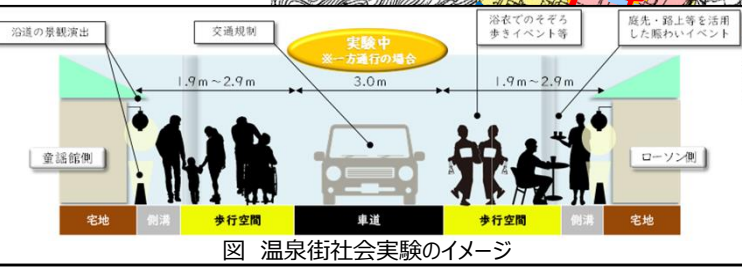 沿道の景観演出
交通規制
実験中
※一方通行の場合
浴衣でのそぞろ
歩きイベント等
庭先・路上等を活用
した賑わいイベント
1.9m～2.9m
3.0m
1.9m～2.9m
童謡館側
ローソン側
宅地
側溝
歩行空間
車道
歩行空間
側溝
宅地
図 温泉街社会実験のイメージ